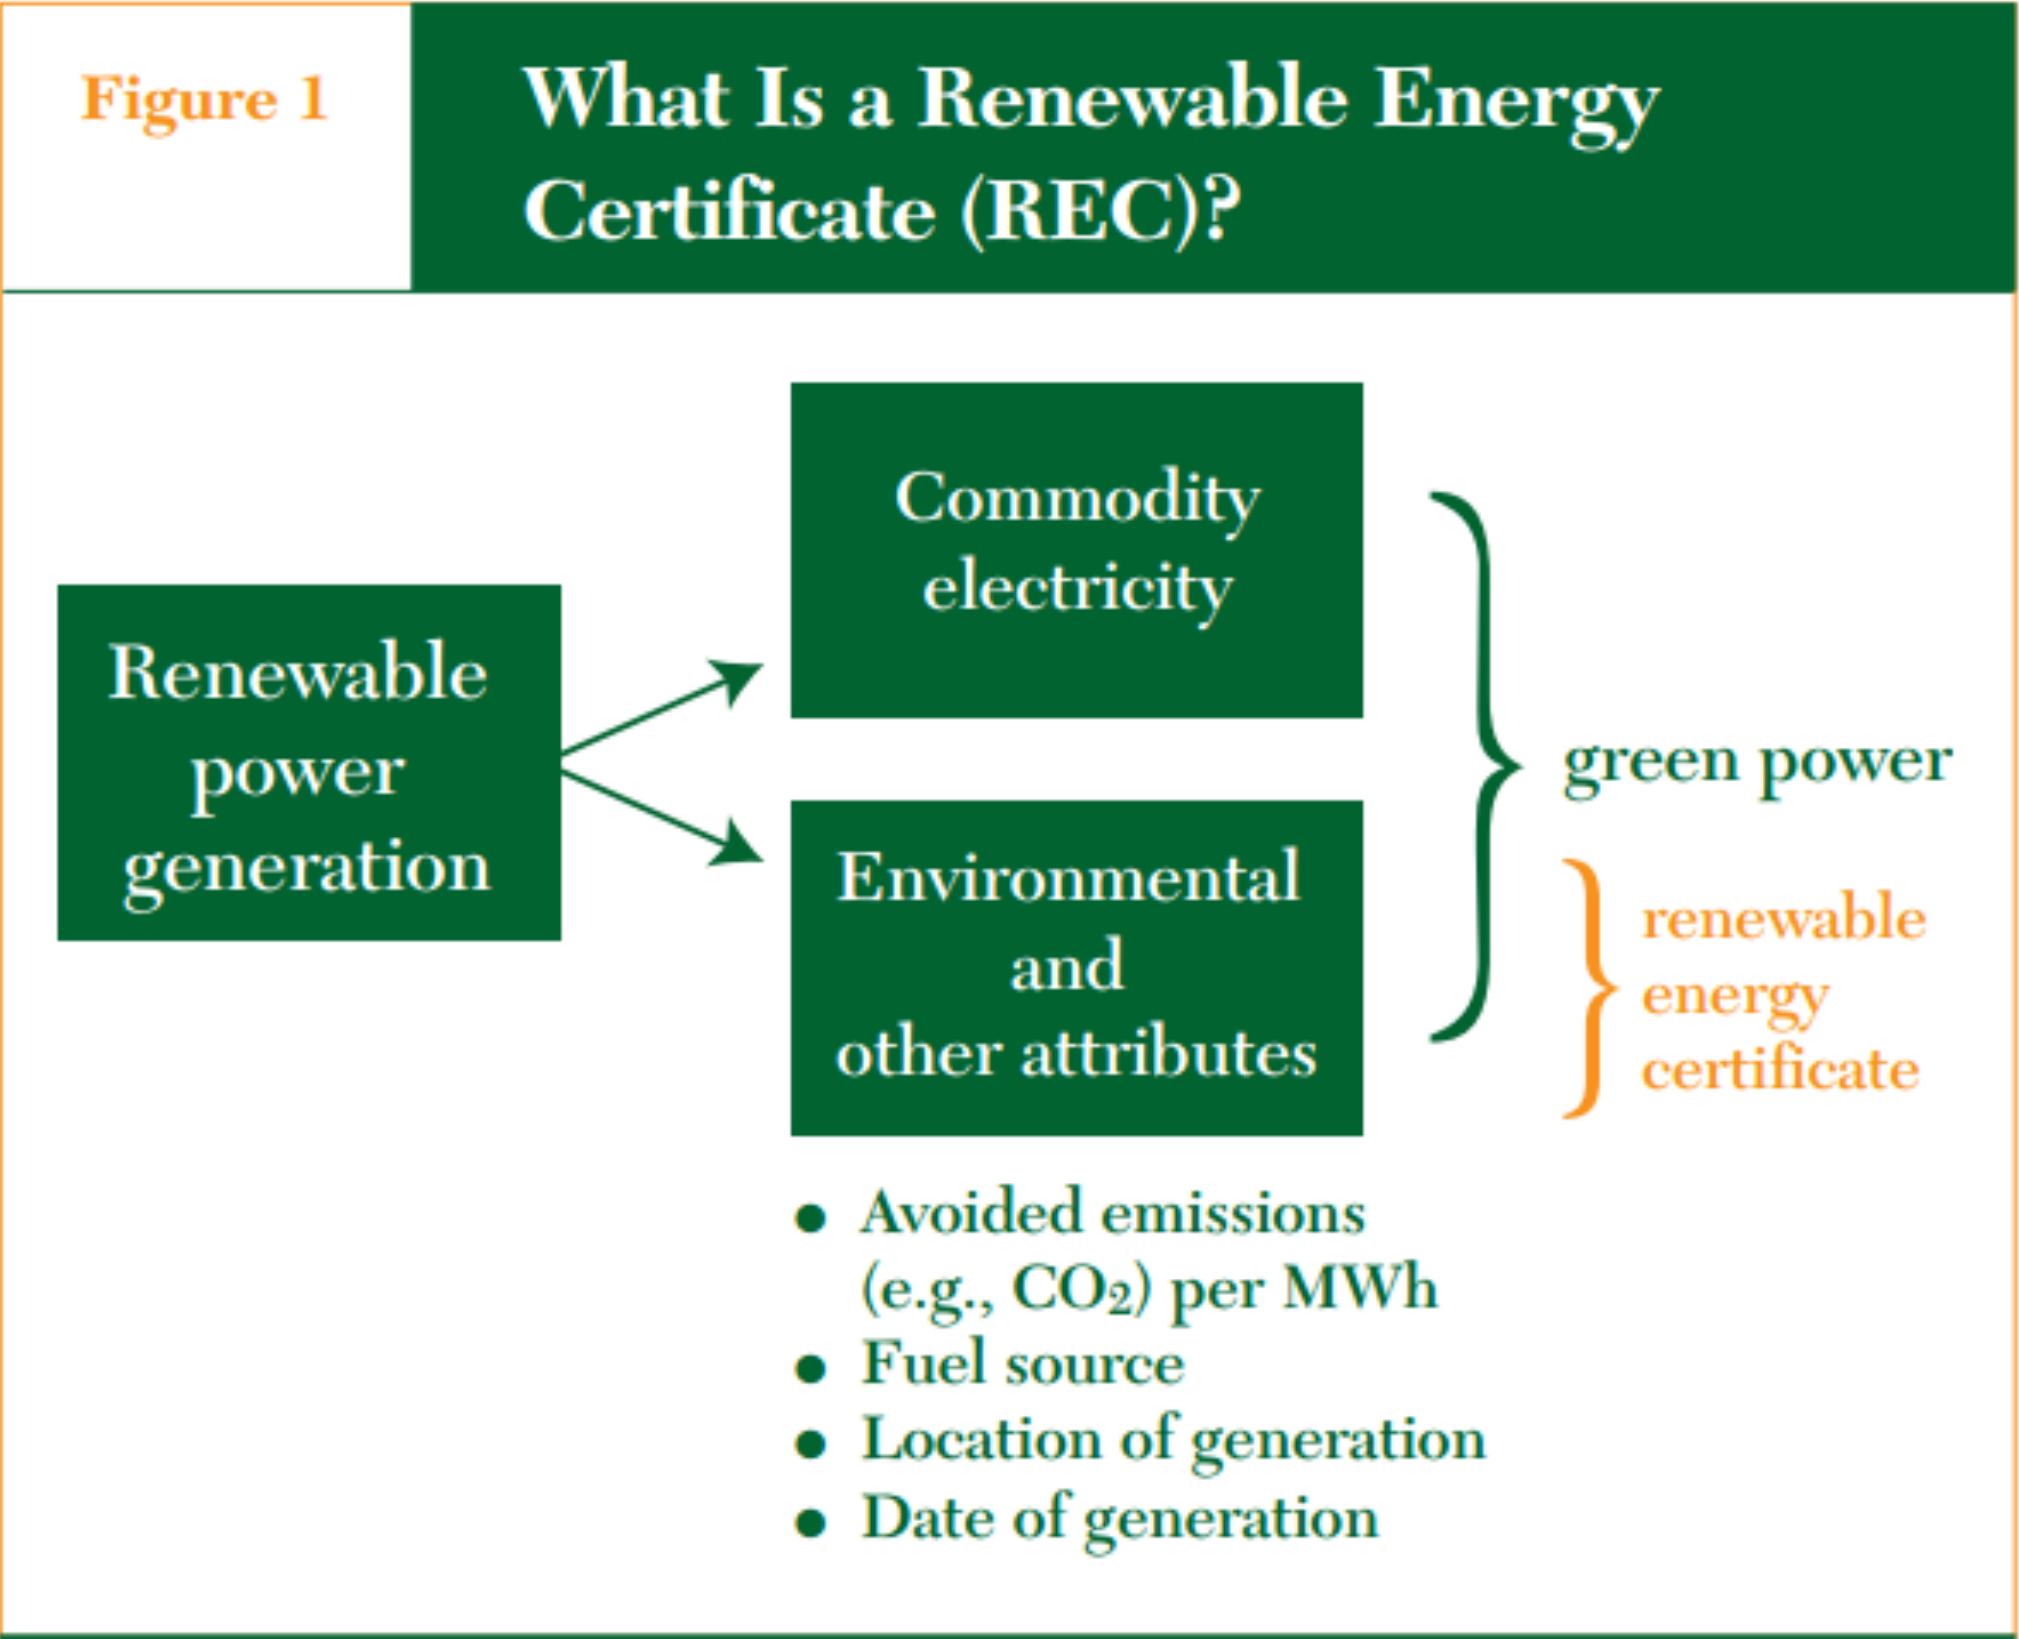 Figure 1
What Is a Renewable Energy
Certificate (REC)?
Renewable
power
generation
Commodity
electricity
Environmental
and
other attributes
green power
renewable
energy
certificate
● Avoided emissions
(e.g., CO₂) per MWh
● Fuel source
● Location of generation
● Date of generation